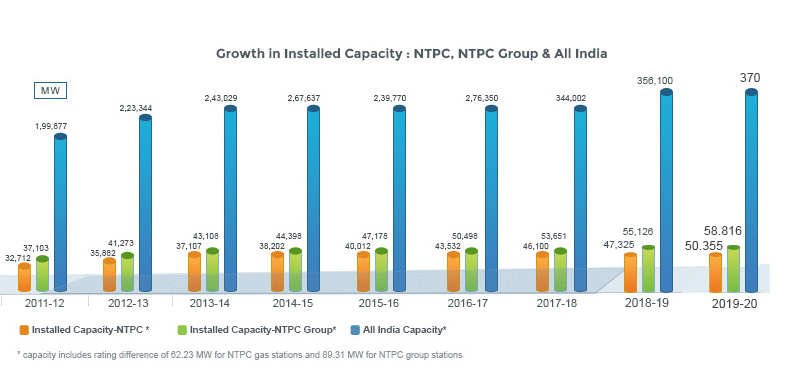 Growth in Installed Capacity : NTPC, NTPC Group & All India
MW
32,712 37,103 1,99,877
35,882 41,273 2,23,344
37,107 43,108 2,43,029
38,202 44,398 2,67,637
40,012 47,178 2,39,770
43,532 50,498 2,76,350
46,100 53,651 344,002
47,325 55,126 356,100
50.355 58.816 370
2011-12 2012-13 2013-14 2014-15 2015-16 2016-17 2017-18 2018-19 2019-20
Installed Capacity-NTPC * Installed Capacity-NTPC Group* All India Capacity*
* capacity includes rating difference of 62.23 MW for NTPC gas stations and 89.31 MW for NTPC group stations